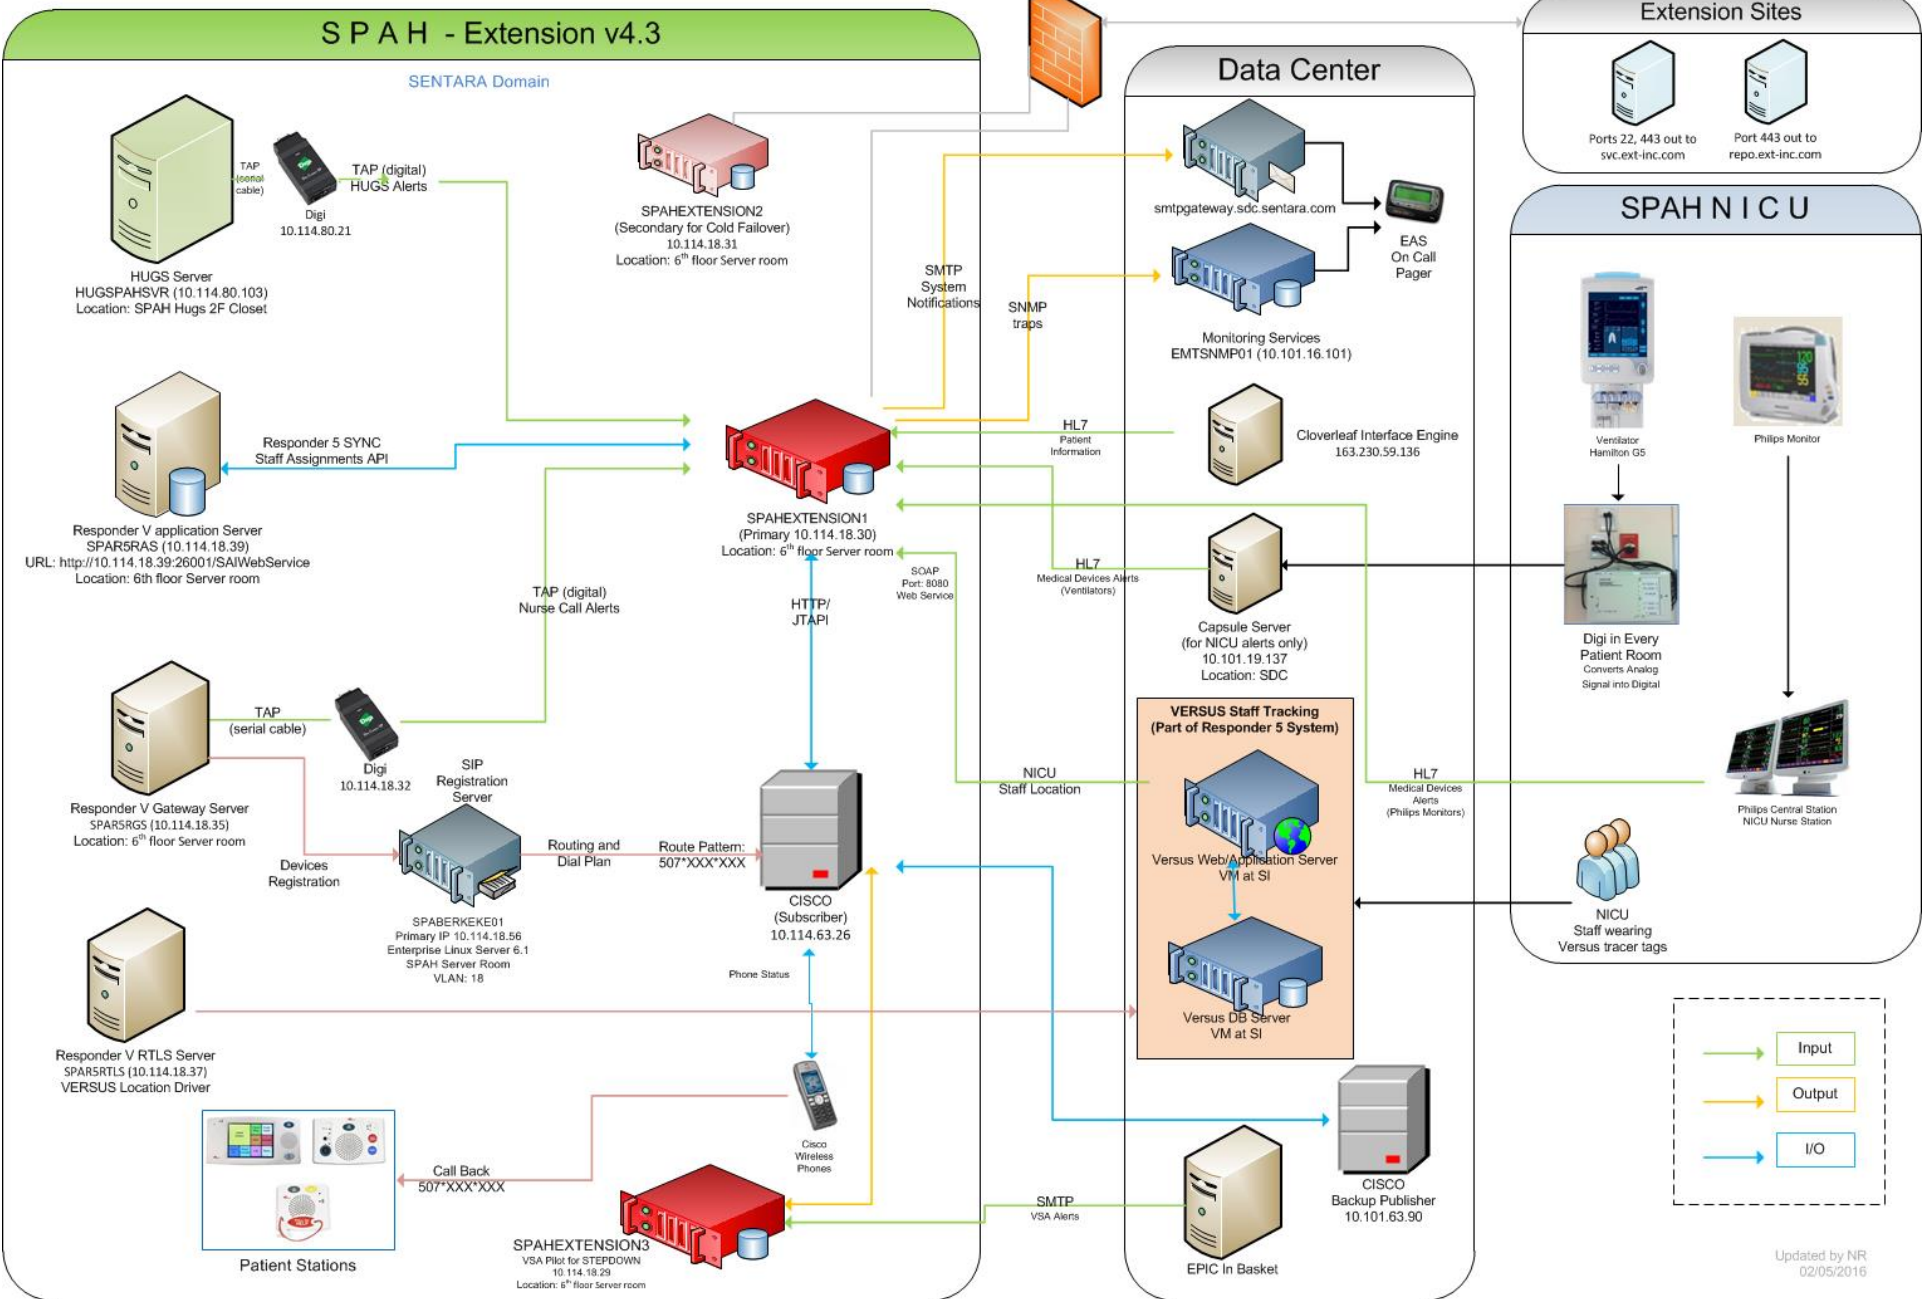 S P A H - Extension v4.3
SENTARA Domain
TAP
(serial
cable)
Digi
10.114.80.21
TAP (digital)
HUGS Alerts
HUGS Server
HUGSPAHSVR (10.114.80.103)
Location: SPAH Hugs 2F Closet
SPAHEXTENSION2
(Secondary for Cold Failover)
10.114.18.31
Location: 6th floor Server room
Responder 5 SYNC
Staff Assignments API
Responder V application Server
SPAR5RAS (10.114.18.39)
URL: http://10.114.18.39:26001/SAIWebService
Location: 6th floor Server room
SPAHEXTENSION1
(Primary 10.114.18.30)
Location: 6th floor Server room
TAP (digital)
Nurse Call Alerts
HTTP/
JTAPI
SOAP
Port: 8080
Web Service
TAP
(serial cable)
Digi
10.114.18.32
Responder V Gateway Server
SPAR5RGS (10.114.18.35)
Location: 6th floor Server room
SIP
Registration
Server
Devices
Registration
Routing and
Dial Plan
Route Pattern:
507*XXX*XXX
SPABERKEKE01
Primary IP 10.114.18.56
Enterprise Linux Server 6.1
SPAH Server Room
VLAN: 18
CISCO
(Subscriber)
10.114.63.26
Phone Status
Responder V RTLS Server
SPAR5RTLS (10.114.18.37)
VERSUS Location Driver
Cisco
Wireless
Phones
Call Back
507*XXX*XXX
Patient Stations
SPAHEXTENSION3
VSA Pilot for STEPDOWN
10.114.18.29
Location: 6th floor Server room
SMTP
System
Notifications
SNMP
traps
Data Center
smtpgateway.sdc.sentara.com
EAS
On Call
Pager
Monitoring Services
EMTSNMP01 (10.101.16.101)
HL7
Patient
Information
Cloverleaf Interface Engine
163.230.59.136
HL7
Medical Devices Alerts
(Ventilators)
Capsule Server
(for NICU alerts only)
10.101.19.137
Location: SDC
VERSUS Staff Tracking
(Part of Responder 5 System)
NICU
Staff Location
Versus Web/Application Server
VM at SI
Versus DB Server
VM at SI
CISCO
Backup Publisher
10.101.63.90
SMTP
VSA Alerts
EPIC In Basket
Extension Sites
Ports 22, 443 out to
svc.ext-inc.com
Port 443 out to
repo.ext-inc.com
SPAH N I C U
Ventilator
Hamilton G5
Philips Monitor
Digi in Every
Patient Room
Converts Analog
Signal into Digital
HL7
Medical Devices
Alerts
(Philips Monitors)
Philips Central Station
NICU Nurse Station
NICU
Staff wearing
Versus tracer tags
Input
Output
I/O
Updated by NR
02/05/2016